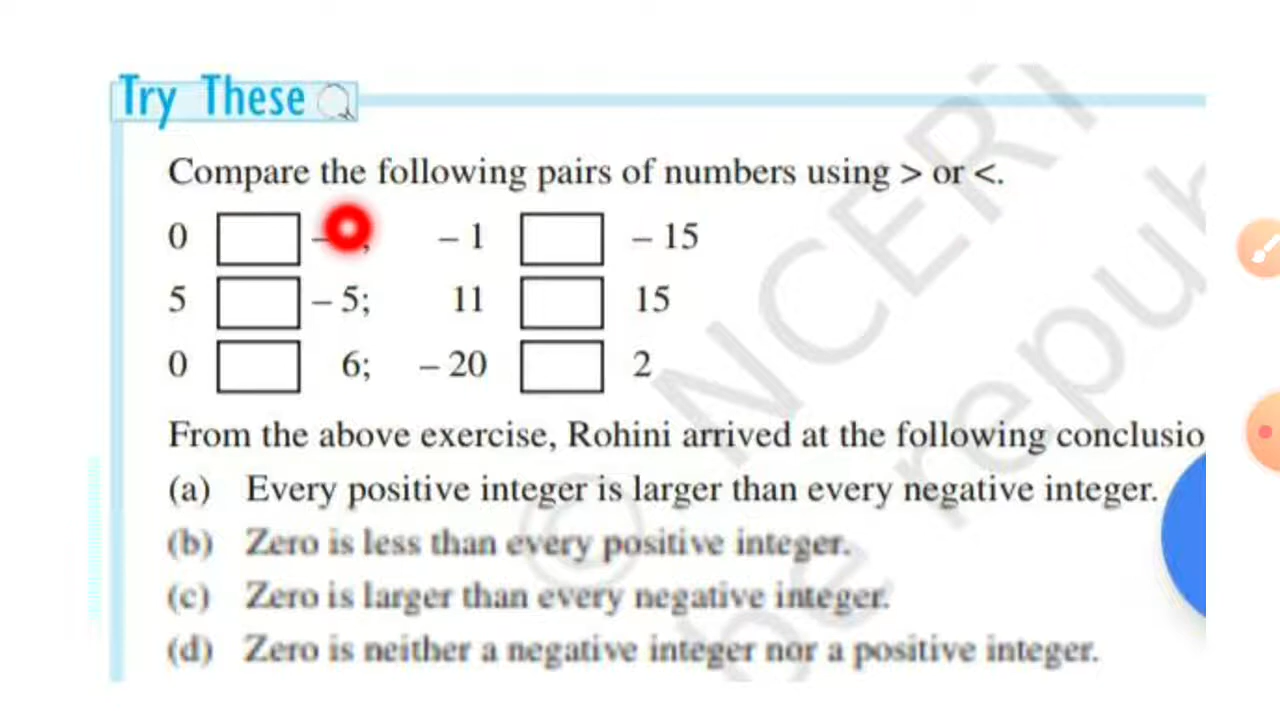 Try These
Compare the following pairs of numbers using > or <.
0 – ; – 1 – 15
5 – 5; 11 15
0 6; – 20 2
From the above exercise, Rohini arrived at the following
(a) Every positive integer is larger than every negative integer.
(b) Zero is less than every positive integer.
(c) Zero is larger than every negative integer.
(d) Zero is neither a negative integer nor a positive integer.
© NCERT
be